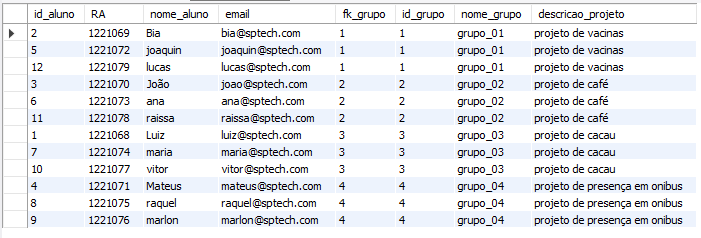 id_aluno RA nome_aluno email fk_grupo id_grupo nome_grupo descricao_projeto
2 1221069 Bia bia@sptech.com 1 1 grupo_01 projeto de vacinas
5 1221072 joaquin joaquin@sptech.com 1 1 grupo_01 projeto de vacinas
12 1221079 lucas lucas@sptech.com 1 1 grupo_01 projeto de vacinas
3 1221070 João joao@sptech.com 2 2 grupo_02 projeto de café
6 1221073 ana ana@sptech.com 2 2 grupo_02 projeto de café
11 1221078 raissa raissa@sptech.com 2 2 grupo_02 projeto de café
1 1221068 Luiz luiz@sptech.com 3 3 grupo_03 projeto de cacau
7 1221074 maria maria@sptech.com 3 3 grupo_03 projeto de cacau
10 1221077 vitor vitor@sptech.com 3 3 grupo_03 projeto de cacau
4 1221071 Mateus mateus@sptech.com 4 4 grupo_04 projeto de presença em onibus
8 1221075 raquel raquel@sptech.com 4 4 grupo_04 projeto de presença em onibus
9 1221076 marlon marlon@sptech.com 4 4 grupo_04 projeto de presença em onibus